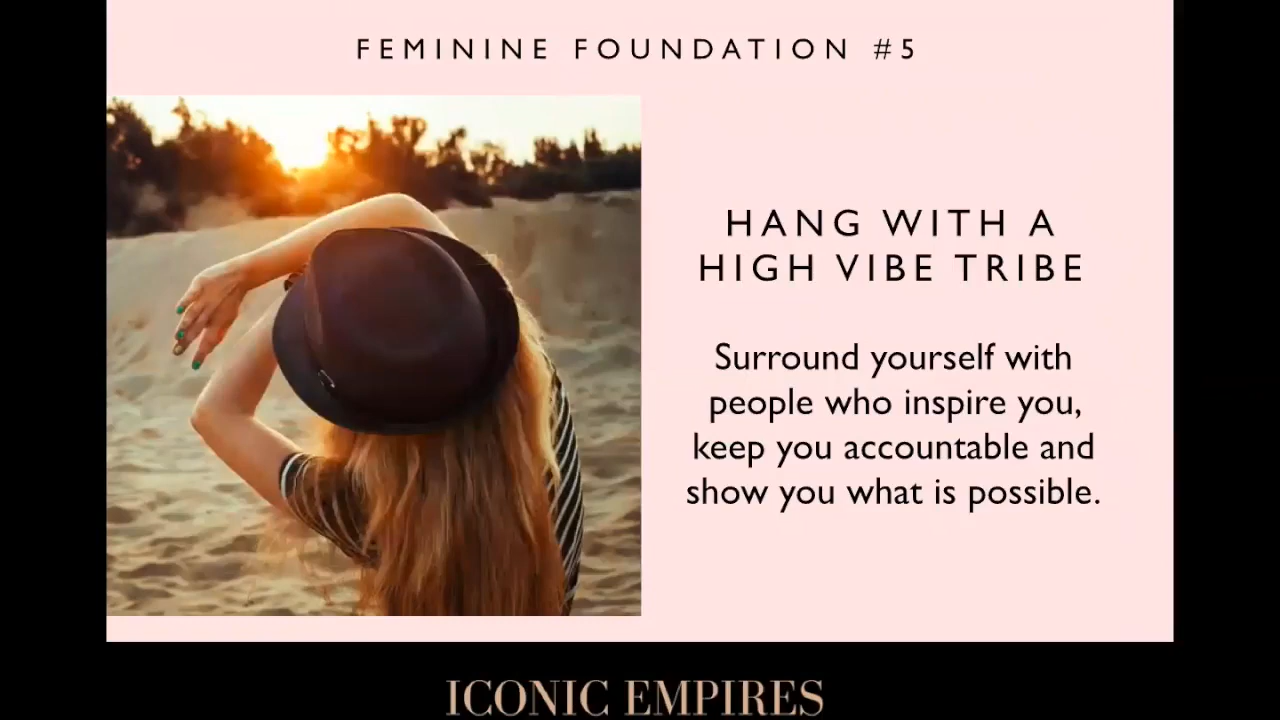 FEMININE FOUNDATION #5
HANG WITH A
HIGH VIBE TRIBE
Surround yourself with
people who inspire you,
keep you accountable and
show you what is possible.
ICONIC EMPIRES